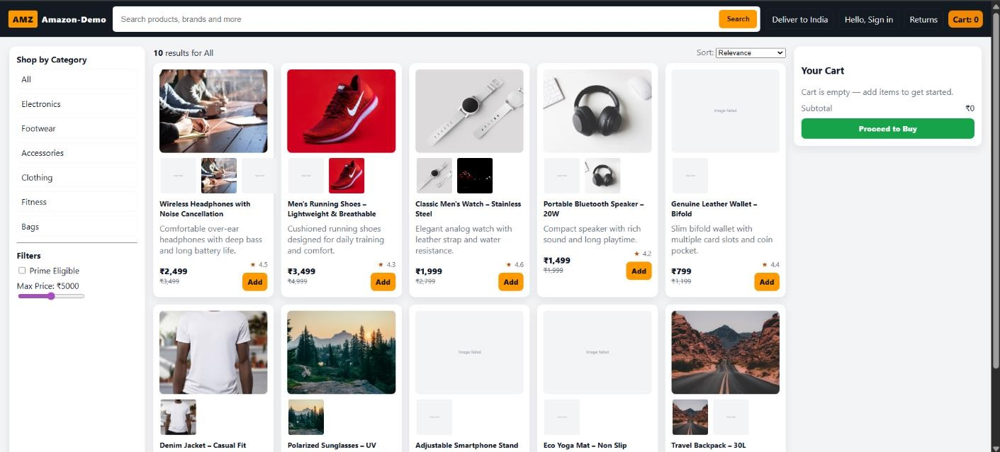 AMZ Amazon-Demo Search products, brands and more Search Deliver to India Hello, Sign in Returns Cart: 0
Shop by Category
All
Electronics
Footwear
Accessories
Clothing
Fitness
Bags
Filters
Prime Eligible
Max Price: ₹5000
10 results for All
Sort: Relevance
Wireless Headphones with
Noise Cancellation
Comfortable over-ear
headphones with deep bass
and long battery life.
★ 4.5
₹2,499
₹3,499
Add
Men's Running Shoes –
Lightweight & Breathable
Cushioned running shoes
designed for daily training
and comfort.
★ 4.3
₹3,499
₹4,999
Add
Classic Men's Watch – Stainless
Steel
Elegant analog watch with
leather strap and water
resistance.
★ 4.6
₹1,999
₹2,799
Add
Portable Bluetooth Speaker –
20W
Compact speaker with rich
sound and long playtime.
★ 4.2
₹1,499
₹1,999
Add
Image failed
Genuine Leather Wallet –
Bifold
Slim bifold wallet with
multiple card slots and coin
pocket.
★ 4.4
₹799
₹1,199
Add
Denim Jacket – Casual Fit
Polarized Sunglasses – UV
Image failed
Adjustable Smartphone Stand
Image failed
Eco Yoga Mat – Non Slip
Travel Backpack – 30L
Your Cart
Cart is empty — add items to get started.
Subtotal ₹0
Proceed to Buy